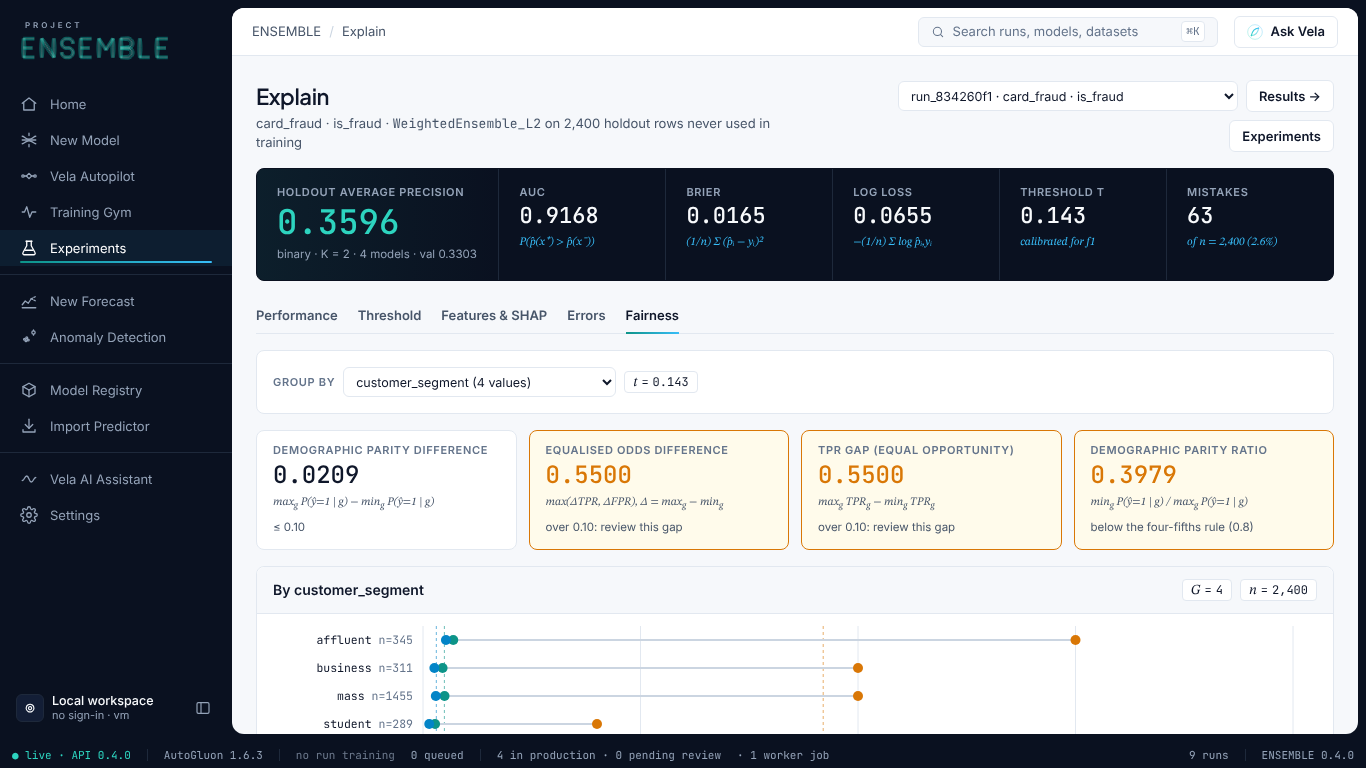 PROJECT
ENSEMBLE
Home
New Model
Vela Autopilot
Training Gym
Experiments
New Forecast
Anomaly Detection
Model Registry
Import Predictor
Vela AI Assistant
Settings
Local workspace
no sign-in · vm
ENSEMBLE / Explain
Search runs, models, datasets ⌘K
Ask Vela
Explain
card_fraud · is_fraud · WeightedEnsemble_L2 on 2,400 holdout rows never used in
training
run_834260f1 · card_fraud · is_fraud
Results →
Experiments
HOLDOUT AVERAGE PRECISION
0.3596
binary · K = 2 · 4 models · val 0.3303
AUC
0.9168
P(p̂(x⁺) > p̂(x⁻))
BRIER
0.0165
(1/n) Σ (p̂ᵢ − yᵢ)²
LOG LOSS
0.0655
−(1/n) Σ log p̂ᵢ,yᵢ
THRESHOLD T
0.143
calibrated for f1
MISTAKES
63
of n = 2,400 (2.6%)
Performance Threshold Features & SHAP Errors Fairness
GROUP BY customer_segment (4 values) t = 0.143
DEMOGRAPHIC PARITY DIFFERENCE
0.0209
max_g P(ŷ=1 | g) − min_g P(ŷ=1 | g)
≤ 0.10
EQUALISED ODDS DIFFERENCE
0.5500
max(ΔTPR, ΔFPR), Δ = max_g − min_g
over 0.10: review this gap
TPR GAP (EQUAL OPPORTUNITY)
0.5500
max_g TPR_g − min_g TPR_g
over 0.10: review this gap
DEMOGRAPHIC PARITY RATIO
0.3979
min_g P(ŷ=1 | g) / max_g P(ŷ=1 | g)
below the four-fifths rule (0.8)
By customer_segment
G = 4 n = 2,400
affluent n=345
business n=311
mass n=1455
student n=289
live · API 0.4.0 AutoGluon 1.6.3 no run training 0 queued 4 in production · 0 pending review · 1 worker job 9 runs ENSEMBLE 0.4.0